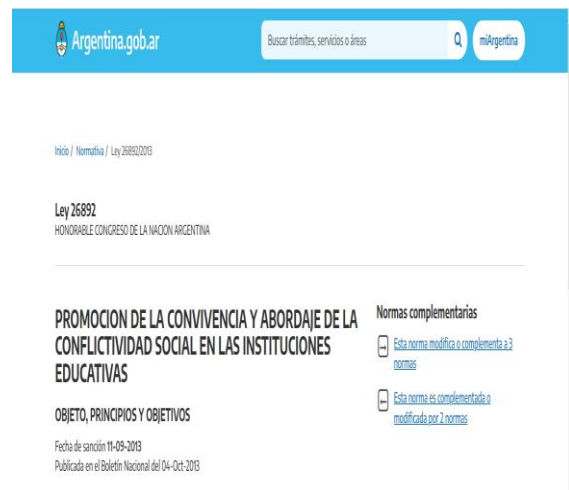 Argentina.gob.ar
Buscar trámites, servicios o áreas
miArgentina
Inicio / Normativa / Ley 26892/2013
Ley 26892
HONORABLE CONGRESO DE LA NACION ARGENTINA
PROMOCION DE LA CONVIVENCIA Y ABORDAJE DE LA
CONFLICTIVIDAD SOCIAL EN LAS INSTITUCIONES
EDUCATIVAS
OBJETO, PRINCIPIOS Y OBJETIVOS
Fecha de sanción 11-09-2013
Publicada en el Boletín Nacional del 04-Oct-2013
Normas complementarias
Esta norma modifica o complementa a 3
normas
Esta norma es complementada o
modificada por 2 normas